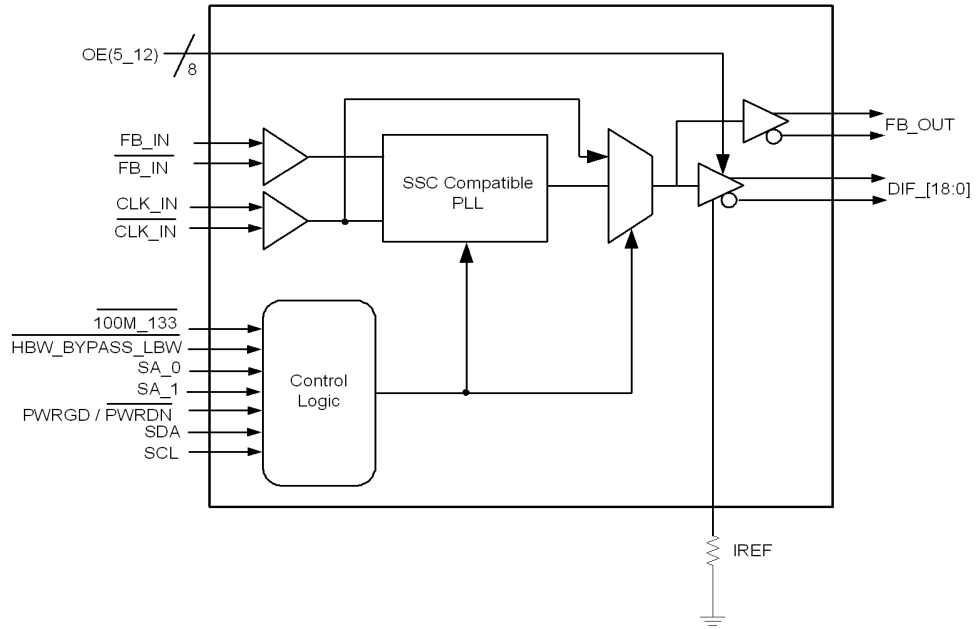 OE(5_12)
8
FB_IN
FB_IN
CLK_IN
CLK_IN
SSC Compatible
PLL
FB_OUT
DIF_[18:0]
100M_133
HBW_BYPASS_LBW
SA_0
SA_1
PWRGD / PWRDN
SDA
SCL
Control
Logic
IREF